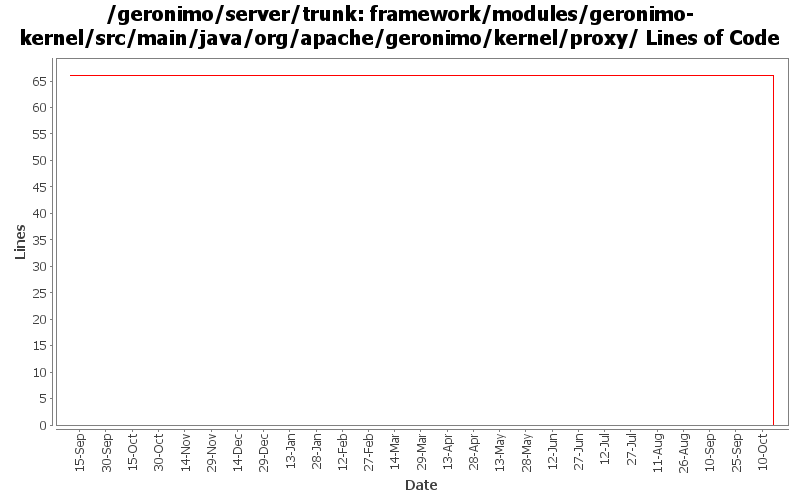 /geronimo/server/trunk: framework/modules/geronimo-
kernel/src/main/java/org/apache/geronimo/kernel/proxy/ Lines of Code
65
60
55
50
45
40
35
30
25
20
15
10
5
0
Lines
15-Sep
30-Sep
15-Oct
30-Oct
14-Nov
29-Nov
14-Dec
29-Dec
13-Jan
28-Jan
12-Feb
27-Feb
14-Mar
29-Mar
13-Apr
28-Apr
13-May
28-May
12-Jun
27-Jun
12-Jul
27-Jul
11-Aug
26-Aug
10-Sep
25-Sep
10-Oct
Date